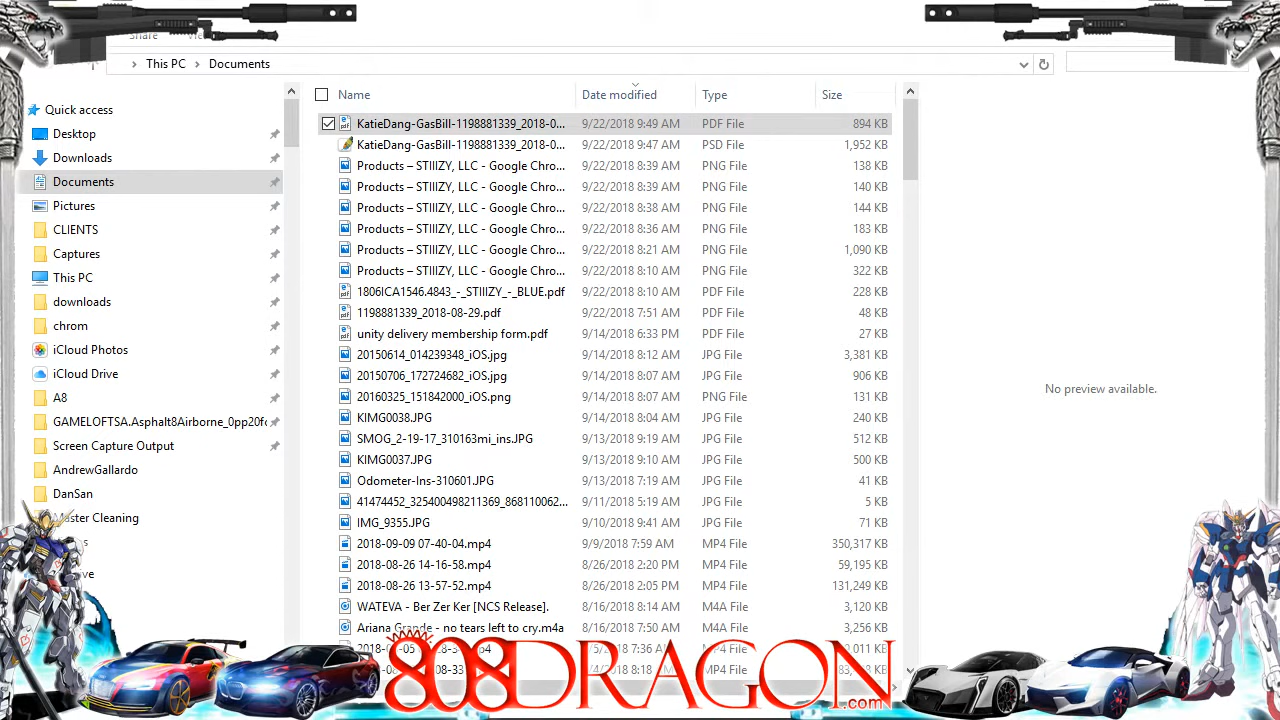 Share
This PC > Documents
Name Date modified Type Size
Quick access
Desktop
Downloads
Documents
Pictures
CLIENTS
Captures
This PC
downloads
chrom
iCloud Photos
iCloud Drive
A8
GAMELOFTSA.Asphalt8Airborne_0pp20f
Screen Capture Output
AndrewGallardo
DanSan
Master Cleaning
KatieDang-GasBill-1198881339_2018-0... 9/22/2018 9:49 AM PDF File 894 KB
KatieDang-GasBill-1198881339_2018-0... 9/22/2018 9:47 AM PSD File 1,952 KB
Products – STIIIZY, LLC - Google Chro... 9/22/2018 8:39 AM PNG File 138 KB
Products – STIIIZY, LLC - Google Chro... 9/22/2018 8:39 AM PNG File 140 KB
Products – STIIIZY, LLC - Google Chro... 9/22/2018 8:38 AM PNG File 144 KB
Products – STIIIZY, LLC - Google Chro... 9/22/2018 8:36 AM PNG File 183 KB
Products – STIIIZY, LLC - Google Chro... 9/22/2018 8:21 AM PNG File 1,090 KB
Products – STIIIZY, LLC - Google Chro... 9/22/2018 8:10 AM PNG File 322 KB
1806ICA1546.4843_-_STIIIZY_-_BLUE.pdf 9/22/2018 8:10 AM PDF File 228 KB
1198881339_2018-08-29.pdf 9/22/2018 7:51 AM PDF File 48 KB
unity delivery membership form.pdf 9/14/2018 6:33 PM PDF File 27 KB
20150614_014239348_iOS.jpg 9/14/2018 8:12 AM JPG File 3,381 KB
20150706_172724682_iOS.jpg 9/14/2018 8:07 AM JPG File 906 KB
20160325_151842000_iOS.png 9/14/2018 8:07 AM PNG File 131 KB
KIMG0038.JPG 9/14/2018 8:04 AM JPG File 240 KB
SMOG_2-19-17_310163mi_ins.JPG 9/13/2018 9:19 AM JPG File 512 KB
KIMG0037.JPG 9/13/2018 9:10 AM JPG File 500 KB
Odometer-Ins-310601.JPG 9/13/2018 7:19 AM JPG File 41 KB
41474452_325400498211369_868110062... 9/11/2018 5:19 AM JPG File 5 KB
IMG_9355.JPG 9/10/2018 9:41 AM JPG File 71 KB
2018-09-09 07-40-04.mp4 9/9/2018 7:59 AM MP4 File 350,317 KB
2018-08-26 14-16-58.mp4 8/26/2018 2:20 PM MP4 File 59,195 KB
2018-08-26 13-57-52.mp4 8/26/2018 2:05 PM MP4 File 131,249 KB
WATEVA - Ber Zer Ker [NCS Release]. 8/16/2018 8:14 AM M4A File 3,120 KB
Ariana Grande - no tears left to cry.m4a 8/16/2018 7:50 AM M4A File 3,256 KB
No preview available.
808DRAGON.com